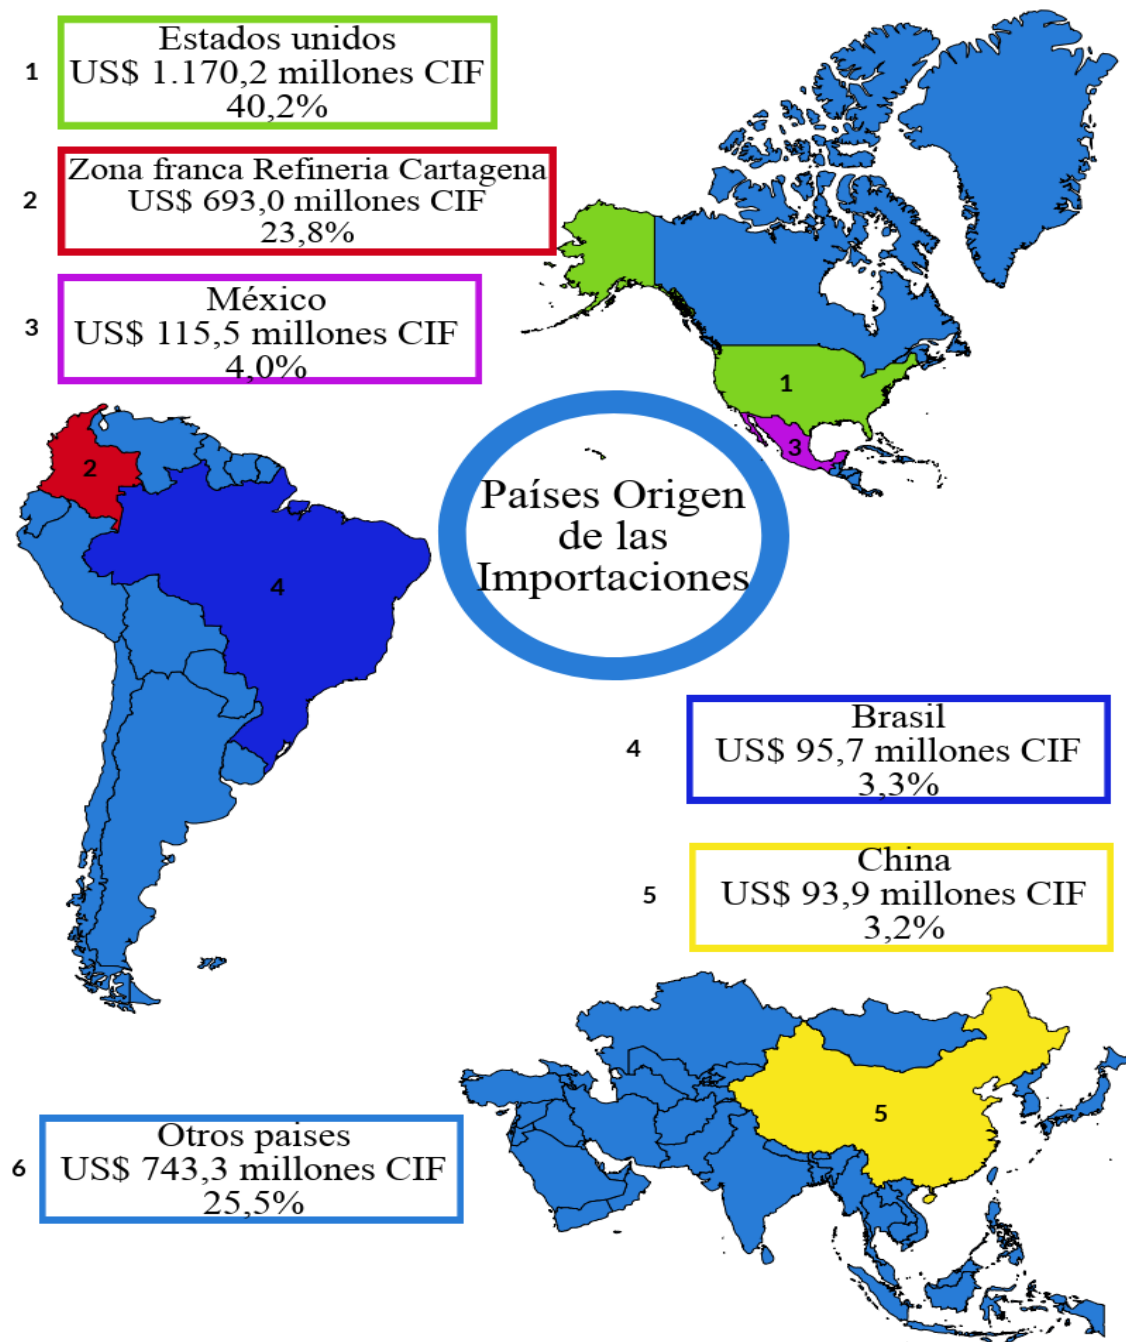 1
Estados unidos
US$ 1.170,2 millones CIF
40,2%
2
Zona franca Refineria Cartagena
US$ 693,0 millones CIF
23,8%
3
México
US$ 115,5 millones CIF
4,0%
1
3
2
4
Países Origen
de las
Importaciones
4
Brasil
US$ 95,7 millones CIF
3,3%
5
China
US$ 93,9 millones CIF
3,2%
5
6
Otros paises
US$ 743,3 millones CIF
25,5%